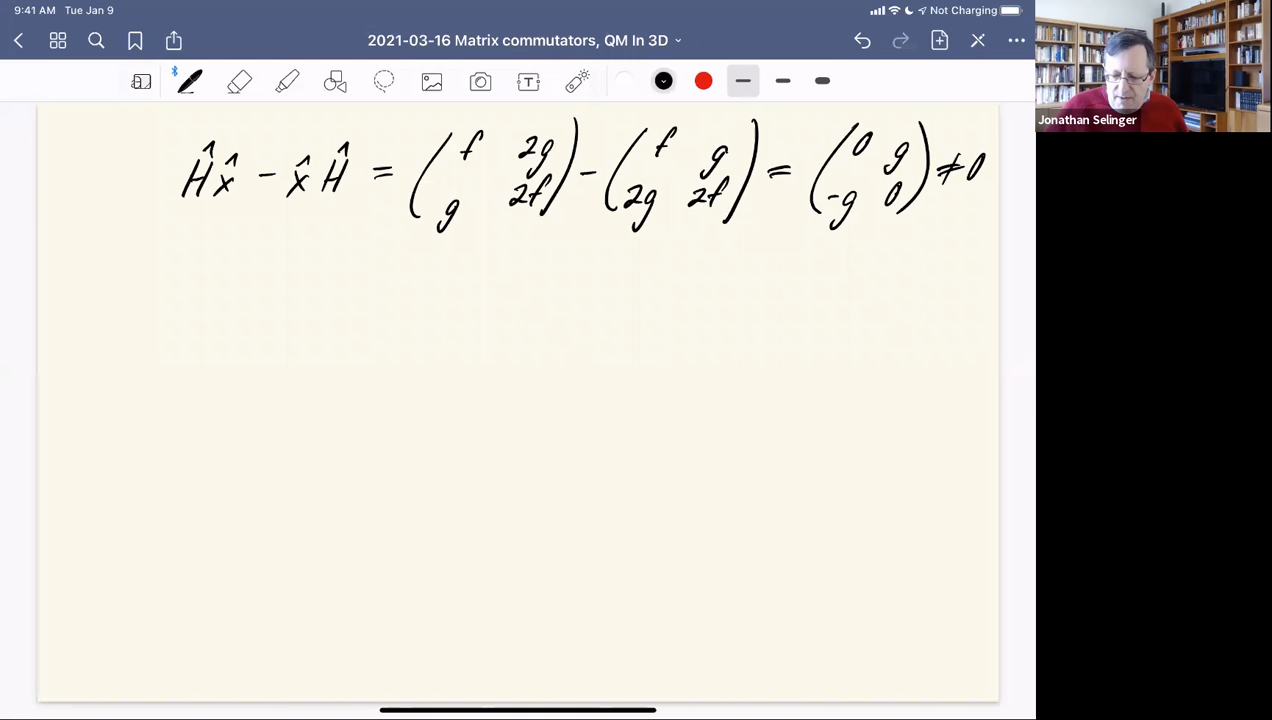 9:41 AM Tue Jan 9
Not Charging
2021-03-16 Matrix commutators, QM In 3D
T
Jonathan Selinger
Ĥx̂ - x̂Ĥ = (f 2g) - (f g) = (0 g) ≠ 0
(g 2f) (2g 2f) (-g 0)